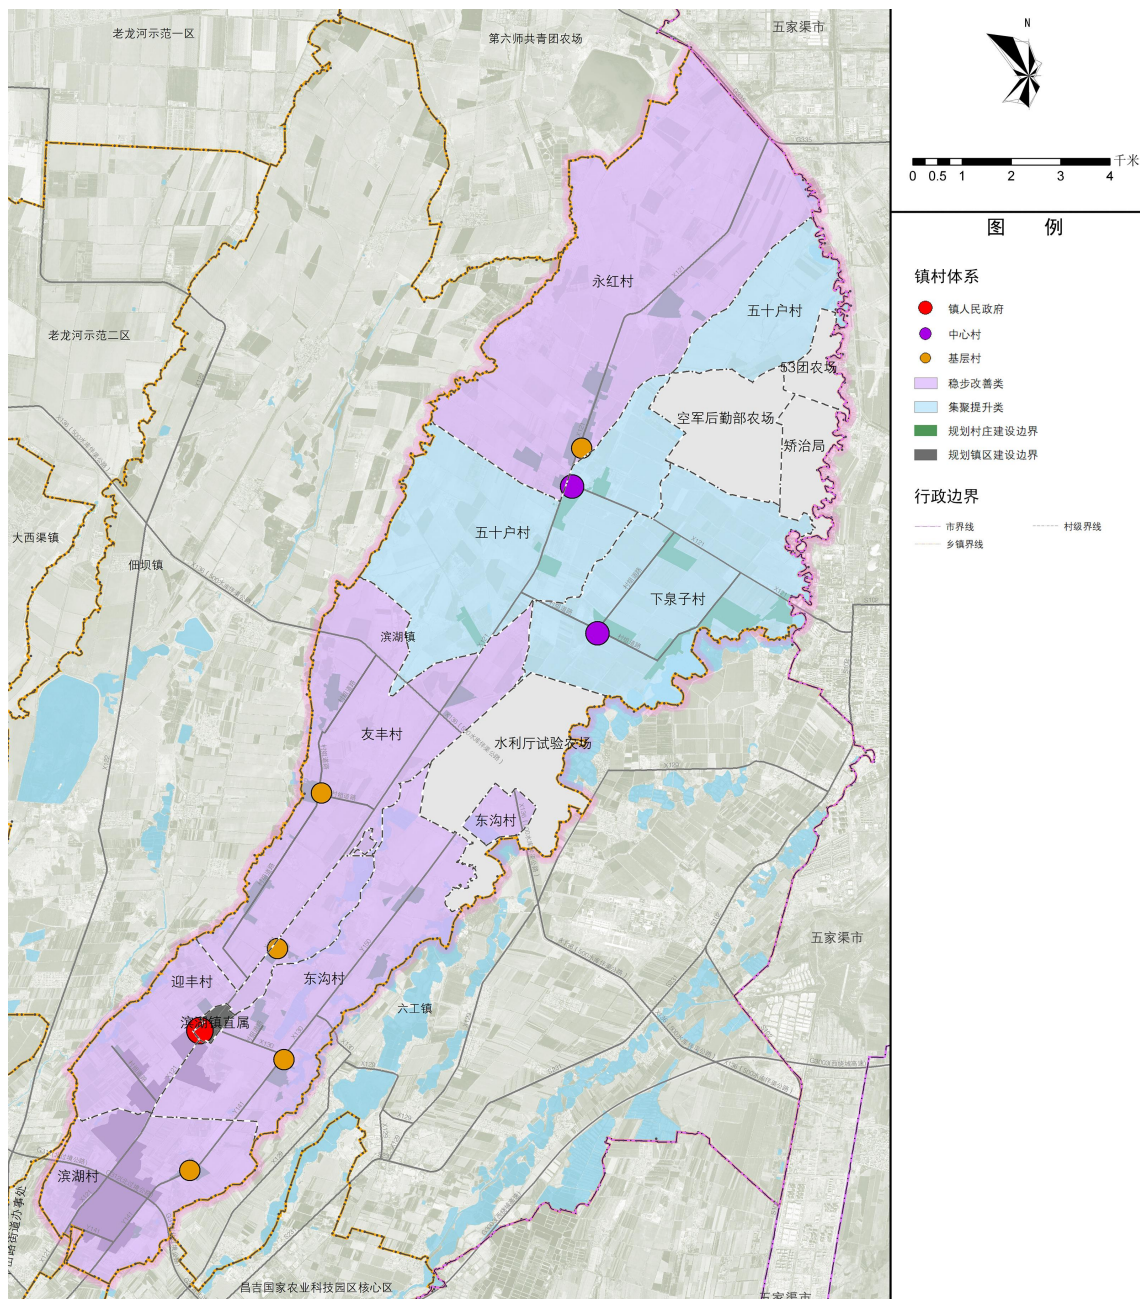 老龙河示范一区
第六师共青团农场
五家渠市
N
千米
0 0.5 1 2 3 4
图 例
镇村体系
镇人民政府
中心村
基层村
稳步改善类
集聚提升类
规划村庄建设边界
规划镇区建设边界
行政边界
市界线
村级界线
乡镇界线
永红村
X121
五十户村
老龙河示范二区
53团农场
空军后勤部农场
矫治局
五十户村
大西渠镇
佃坝镇
X121
下泉子村
滨湖镇
友丰村
水利厅试验农场
东沟村
五家渠市
迎丰村
东沟村
六工镇
滨湖镇直属
滨湖村
昌吉国家农业科技园区核心区
五家渠市